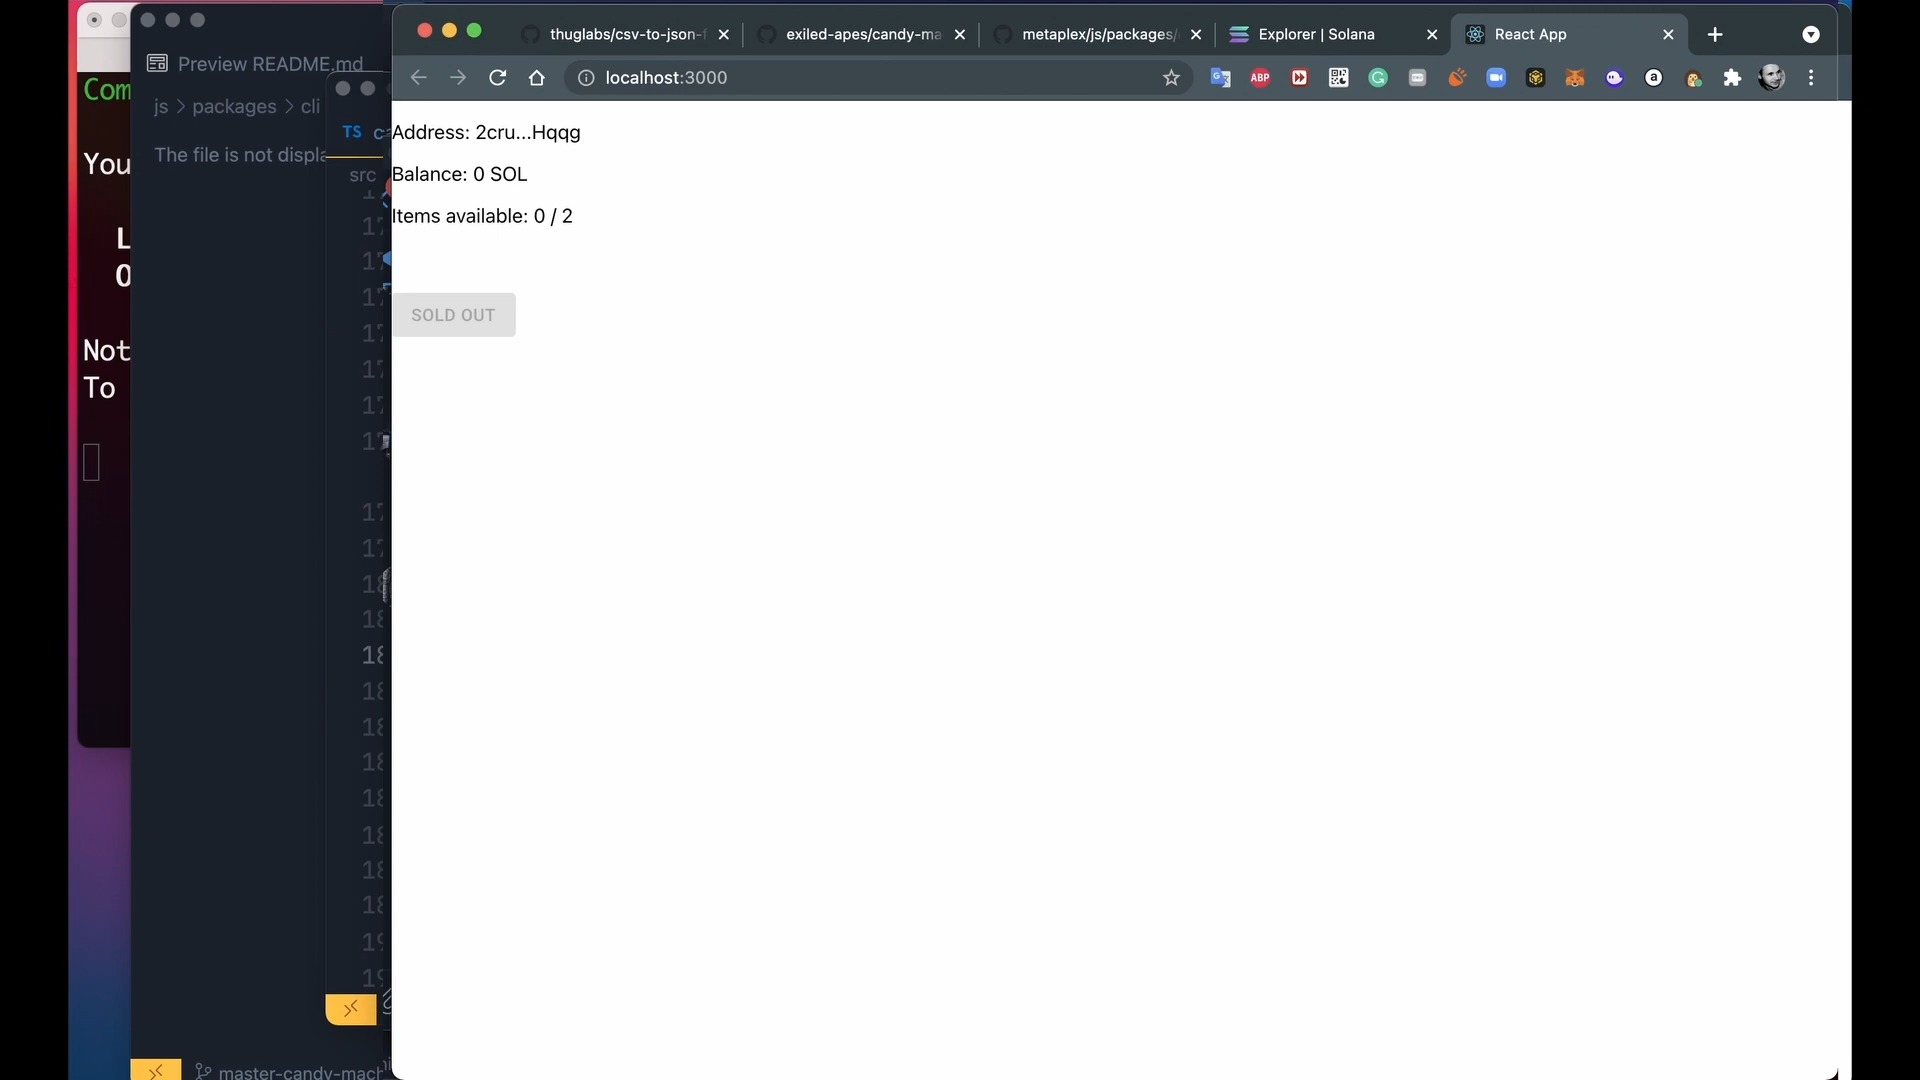 thuglabs/csv-to-json-f
exiled-apes/candy-ma
metaplex/js/packages/
Explorer | Solana
React App
localhost:3000
ABP
Address: 2cru...Hqqg
Balance: 0 SOL
Items available: 0 / 2
SOLD OUT
Preview README.md
js > packages > cli
The file is not displa
TS
src
Com
You
L
O
Not
To
master-candy-mach